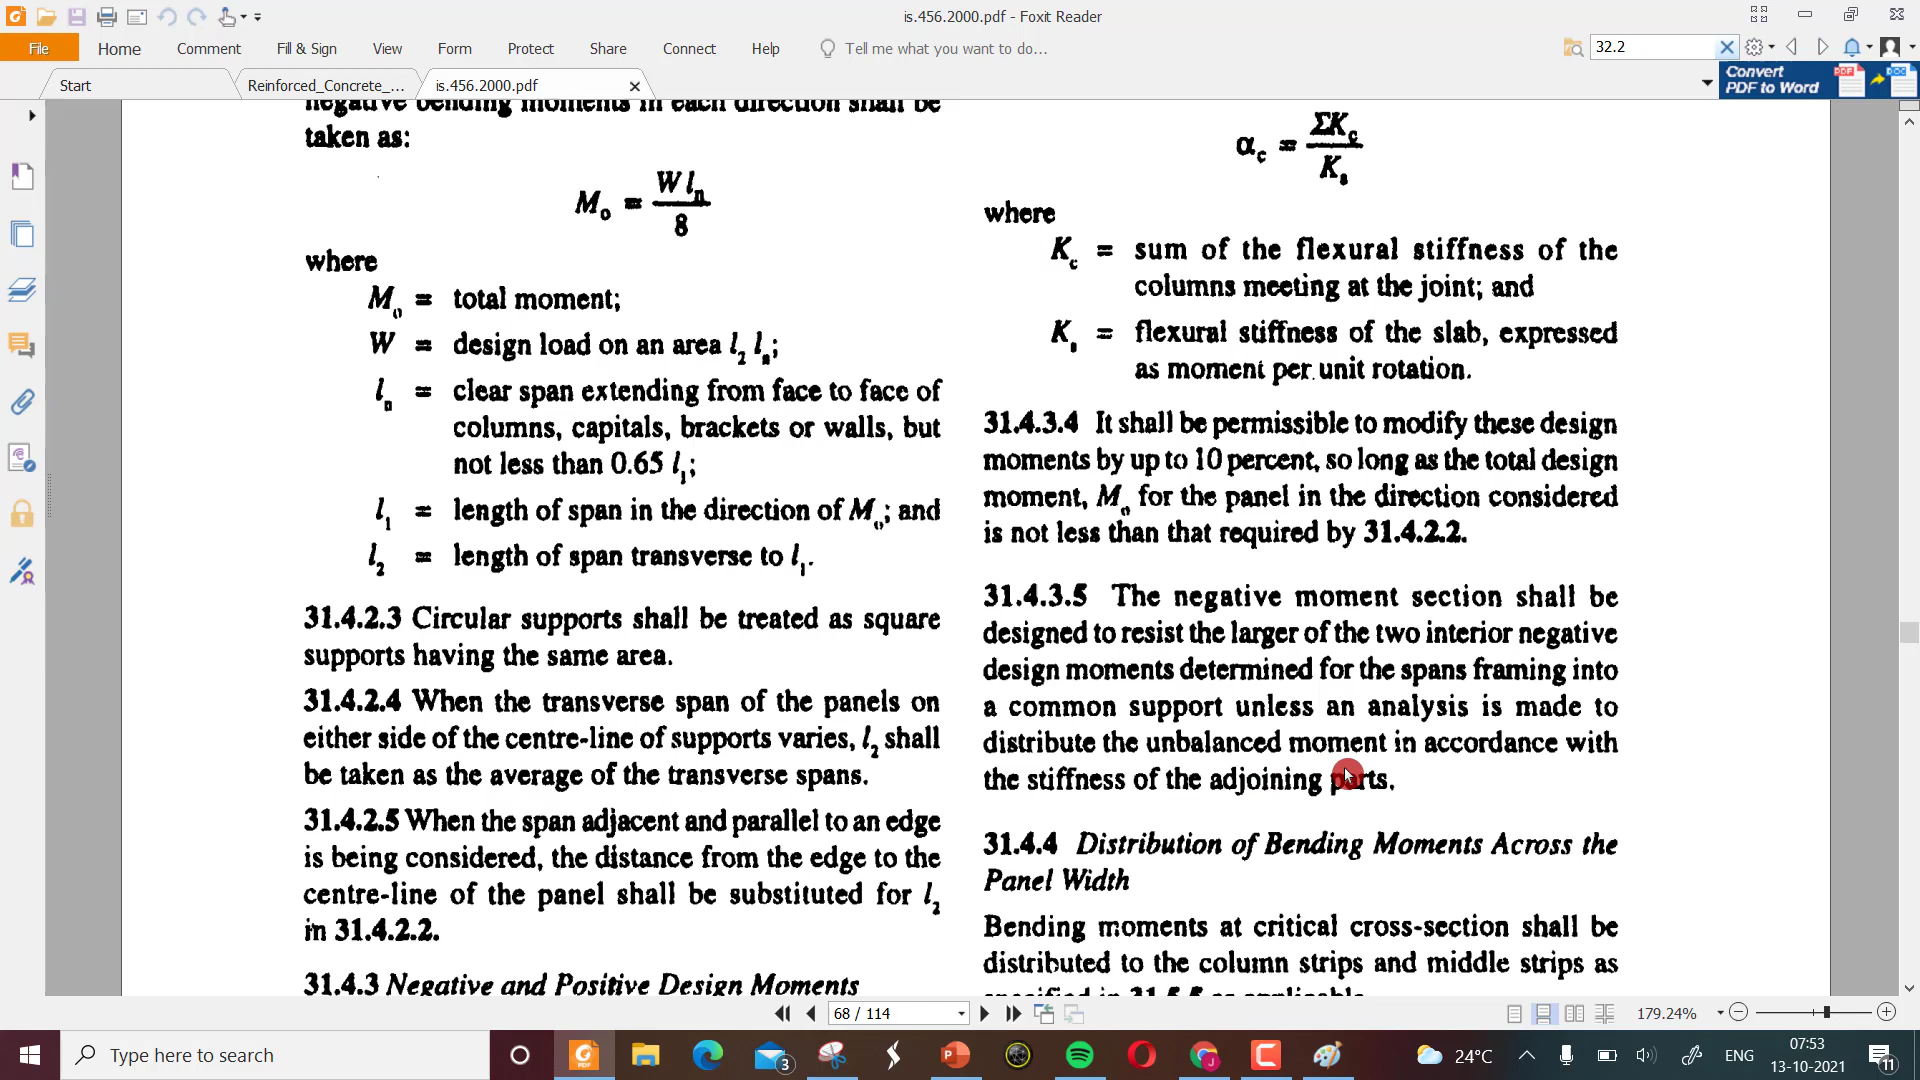 is.456.2000.pdf - Foxit Reader
File Home Comment Fill & Sign View Form Protect Share Connect Help Tell me what you want to do... 32.2
Start Reinforced_Concrete_... is.456.2000.pdf Convert PDF to Word
negative bending moments in each direction shall be
taken as:
M₀ = W lₙ / 8
where
M₀ = total moment;
W = design load on an area l₂ lₙ;
lₙ = clear span extending from face to face of
columns, capitals, brackets or walls, but
not less than 0.65 l₁;
l₁ = length of span in the direction of M₀; and
l₂ = length of span transverse to l₁.
31.4.2.3 Circular supports shall be treated as square
supports having the same area.
31.4.2.4 When the transverse span of the panels on
either side of the centre-line of supports varies, l₂ shall
be taken as the average of the transverse spans.
31.4.2.5 When the span adjacent and parallel to an edge
is being considered, the distance from the edge to the
centre-line of the panel shall be substituted for l₂
in 31.4.2.2.
31.4.3 Negative and Positive Design Moments
α_c = ΣK_c / K_s
where
K_c = sum of the flexural stiffness of the
columns meeting at the joint; and
K_s = flexural stiffness of the slab, expressed
as moment per unit rotation.
31.4.3.4 It shall be permissible to modify these design
moments by up to 10 percent, so long as the total design
moment, M₀ for the panel in the direction considered
is not less than that required by 31.4.2.2.
31.4.3.5 The negative moment section shall be
designed to resist the larger of the two interior negative
design moments determined for the spans framing into
a common support unless an analysis is made to
distribute the unbalanced moment in accordance with
the stiffness of the adjoining parts.
31.4.4 Distribution of Bending Moments Across the
Panel Width
Bending moments at critical cross-section shall be
distributed to the column strips and middle strips as
68 / 114 179.24%
Type here to search 3 24°C ENG 07:53
13-10-2021 11